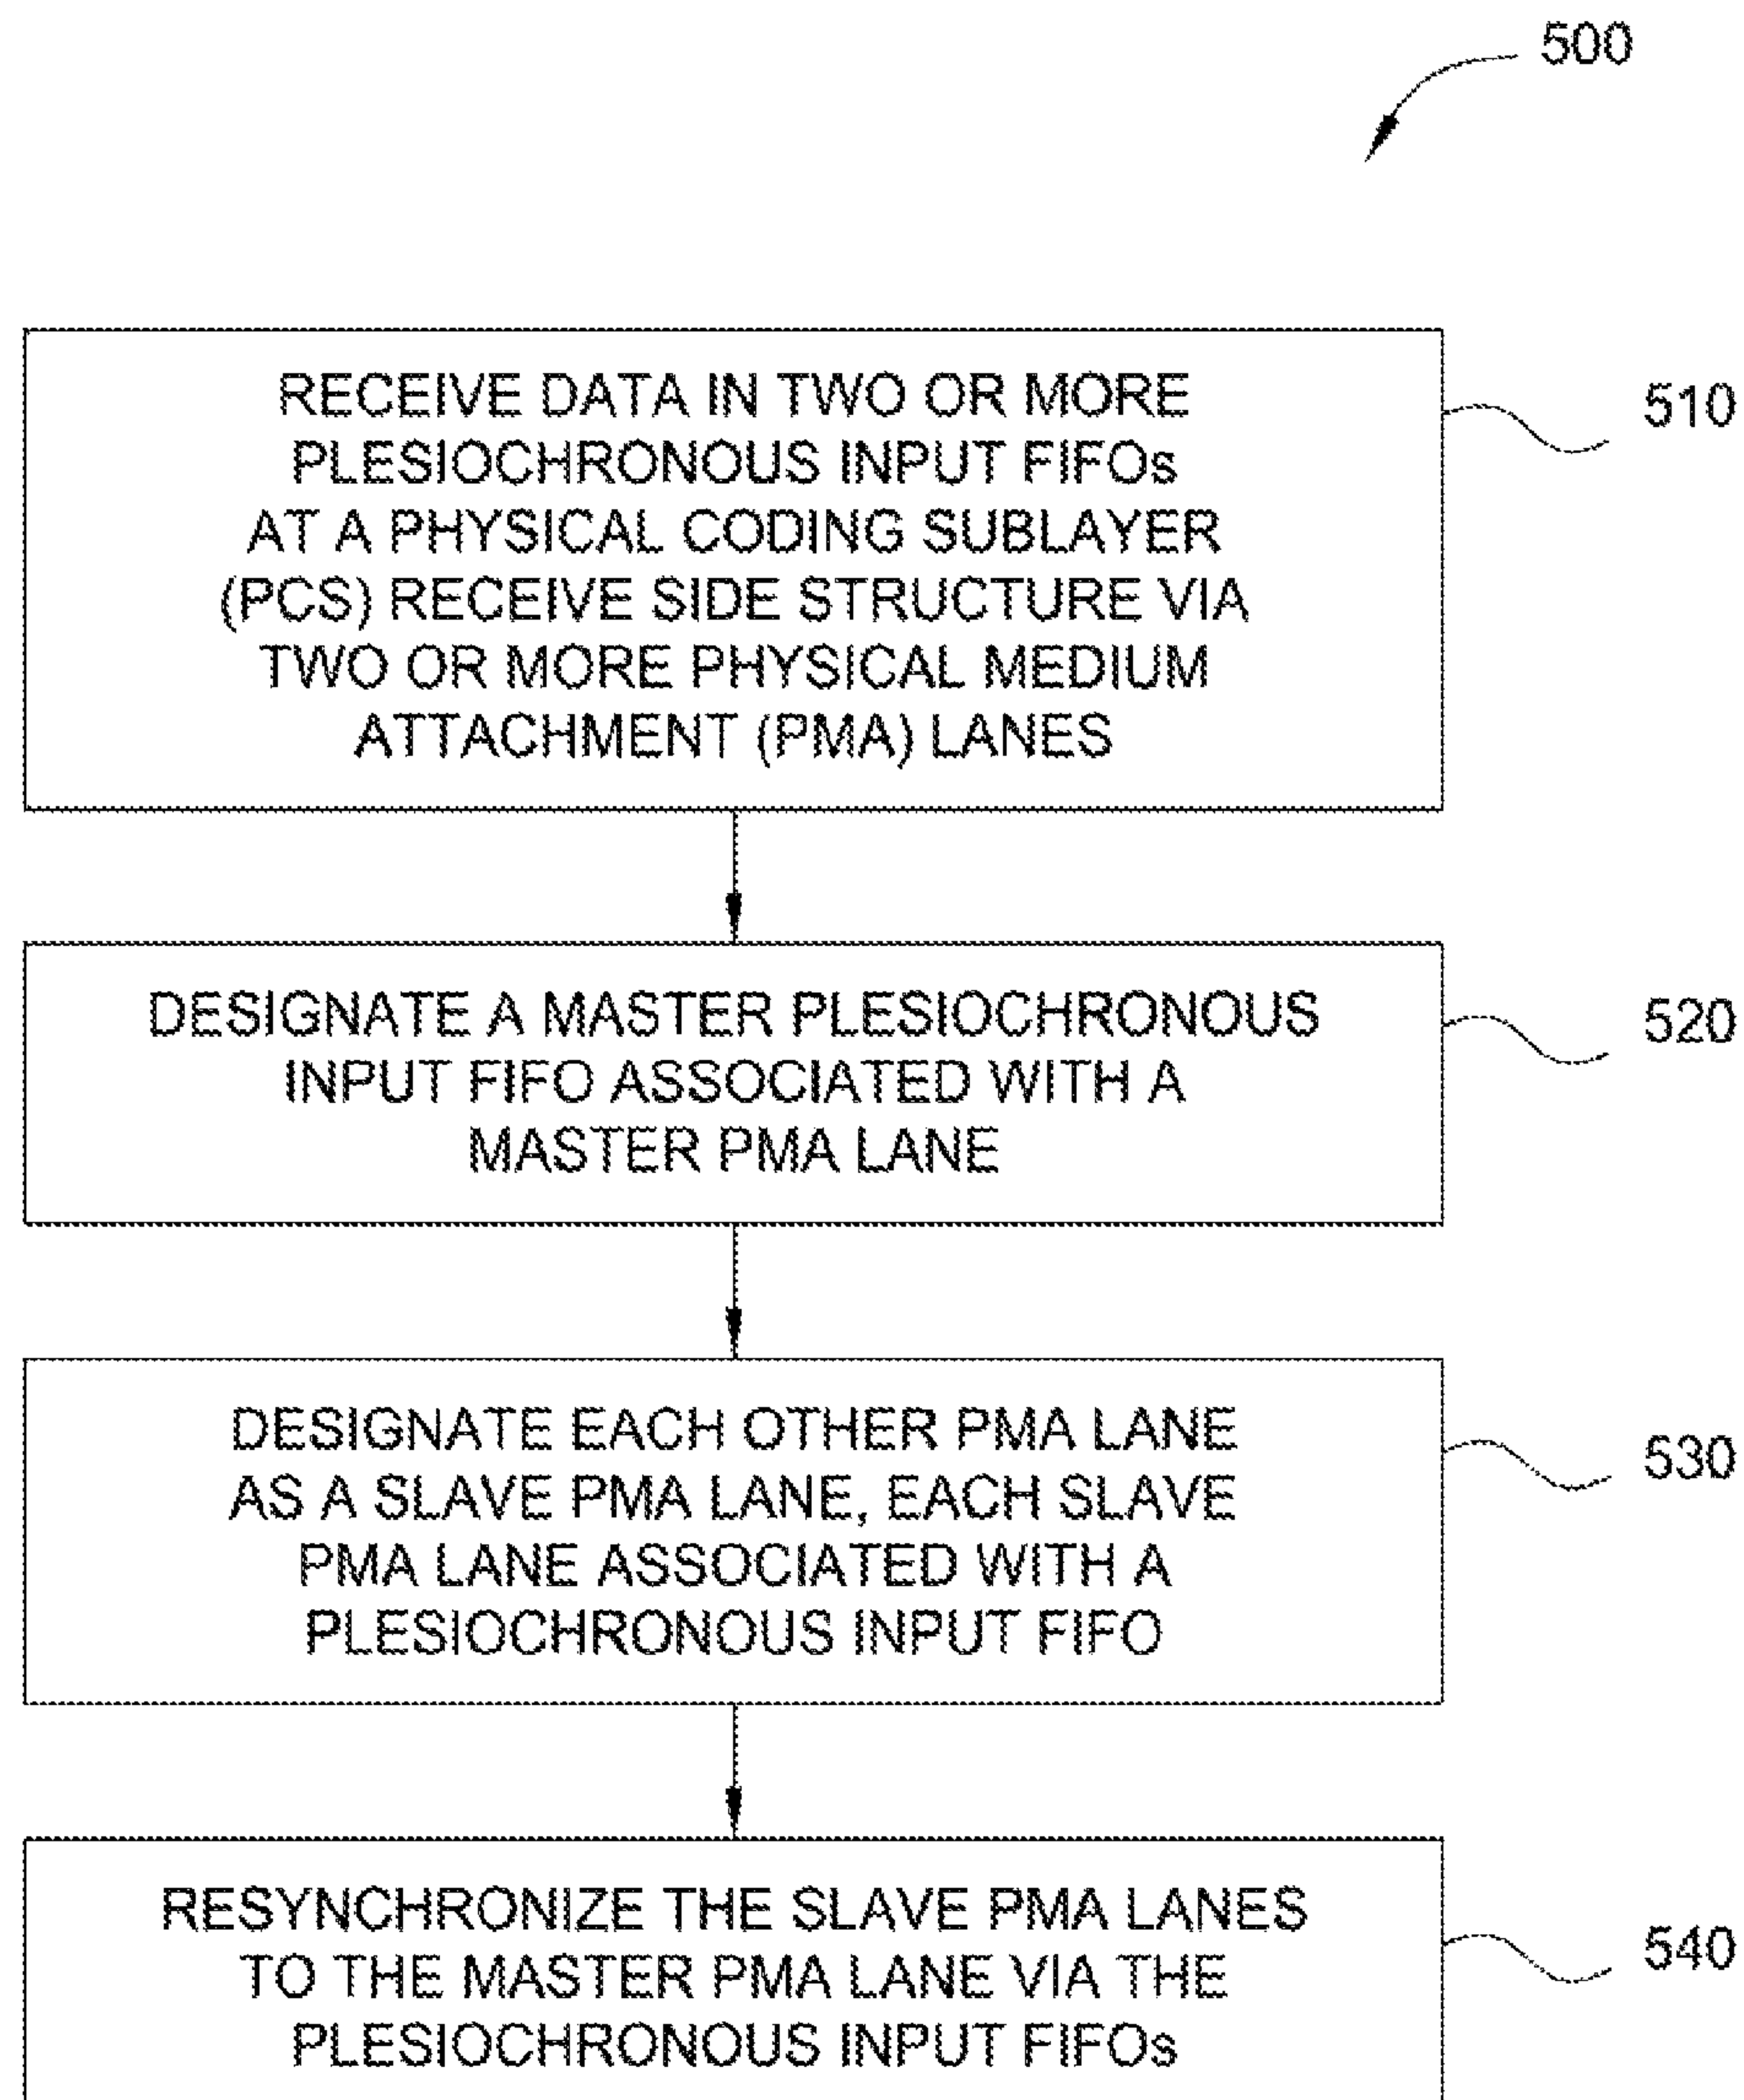 500
RECEIVE DATA IN TWO OR MORE
PLESIOCHRONOUS INPUT FIFOs
AT A PHYSICAL CODING SUBLAYER
(PCS) RECEIVE SIDE STRUCTURE VIA
TWO OR MORE PHYSICAL MEDIUM
ATTACHMENT (PMA) LANES
510
DESIGNATE A MASTER PLESIOCHRONOUS
INPUT FIFO ASSOCIATED WITH A
MASTER PMA LANE
520
DESIGNATE EACH OTHER PMA LANE
AS A SLAVE PMA LANE, EACH SLAVE
PMA LANE ASSOCIATED WITH A
PLESIOCHRONOUS INPUT FIFO
530
RESYNCHRONIZE THE SLAVE PMA LANES
TO THE MASTER PMA LANE VIA THE
PLESIOCHRONOUS INPUT FIFOs
540